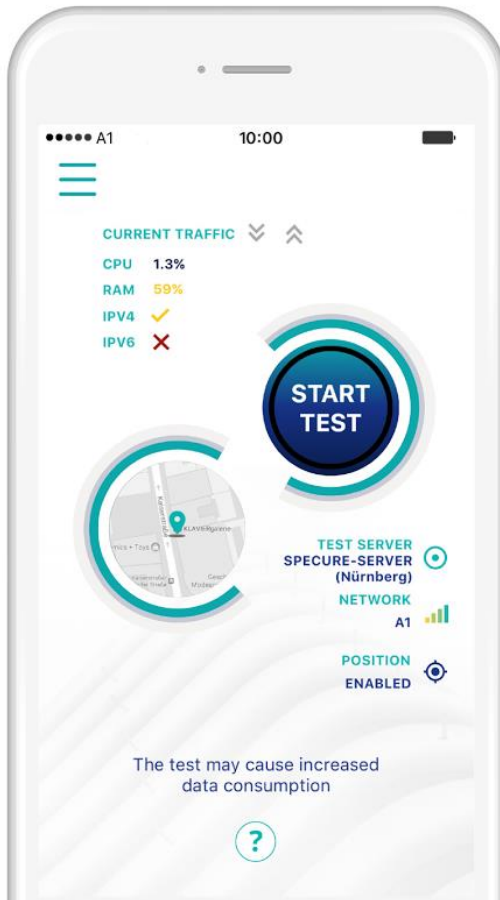 A1 10:00
CURRENT TRAFFIC
CPU 1.3%
RAM 59%
IPV4
IPV6
START
TEST
KLAVIERgalerie
TEST SERVER
SPECURE-SERVER
(Nürnberg)
NETWORK
A1
POSITION
ENABLED
The test may cause increased
data consumption
?